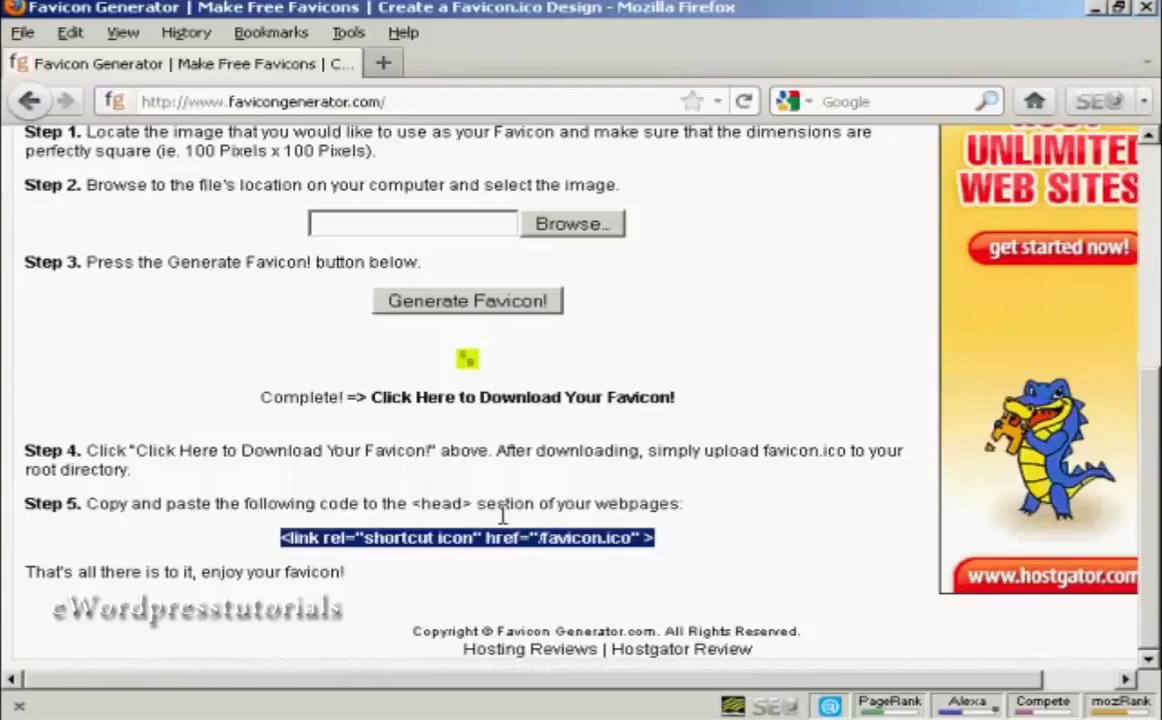 Favicon Generator | Make Free Favicons | Create a Favicon.ico Design - Mozilla Firefox
File Edit View History Bookmarks Tools Help
fg Favicon Generator | Make Free Favicons | C... +
fg http://www.favicongenerator.com/ Google SEO
Step 1. Locate the image that you would like to use as your Favicon and make sure that the dimensions are
perfectly square (ie. 100 Pixels x 100 Pixels).
Step 2. Browse to the file's location on your computer and select the image.
Browse...
Step 3. Press the Generate Favicon! button below.
Generate Favicon!
Complete! => Click Here to Download Your Favicon!
Step 4. Click "Click Here to Download Your Favicon!" above. After downloading, simply upload favicon.ico to your
root directory.
Step 5. Copy and paste the following code to the <head> section of your webpages:
<link rel="shortcut icon" href="/favicon.ico" >
That's all there is to it, enjoy your favicon!
eWordpresstutorials
Copyright © Favicon Generator.com. All Rights Reserved.
Hosting Reviews | Hostgator Review
UNLIMITE
WEB SITES
get started now!
www.hostgator.com
SEO PageRank Alexa Compete mozRank